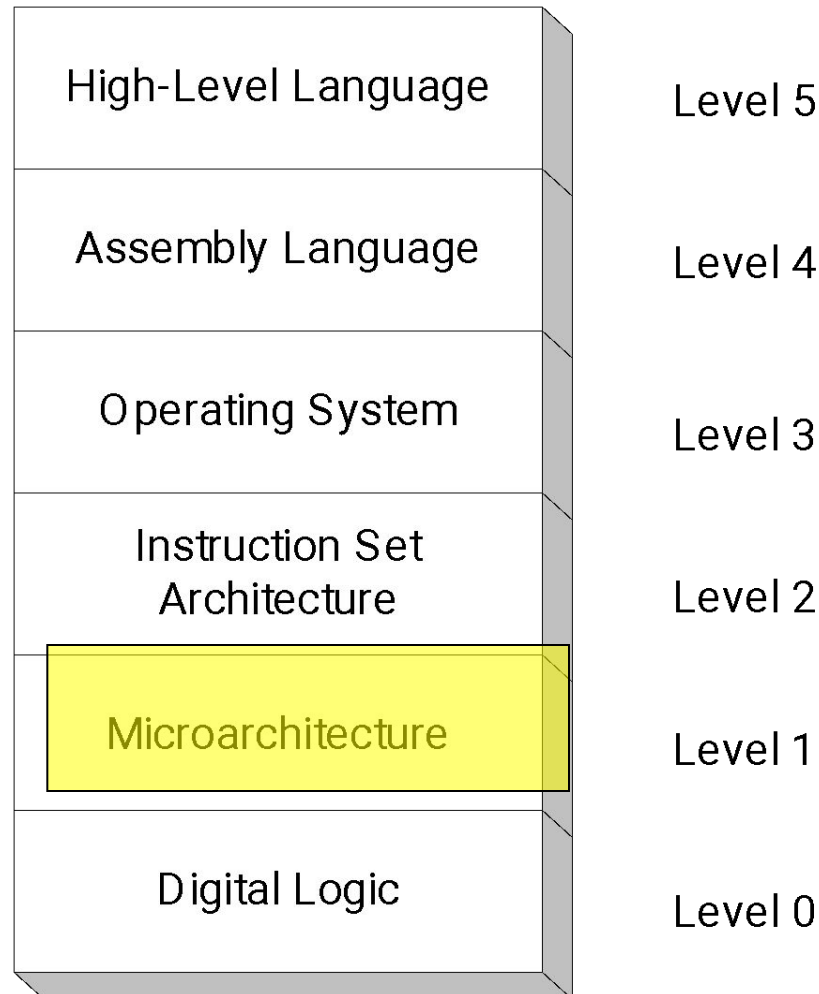 High-Level Language
Level 5
Assembly Language
Level 4
Operating System
Level 3
Instruction Set
Architecture
Level 2
Microarchitecture
Level 1
Digital Logic
Level 0